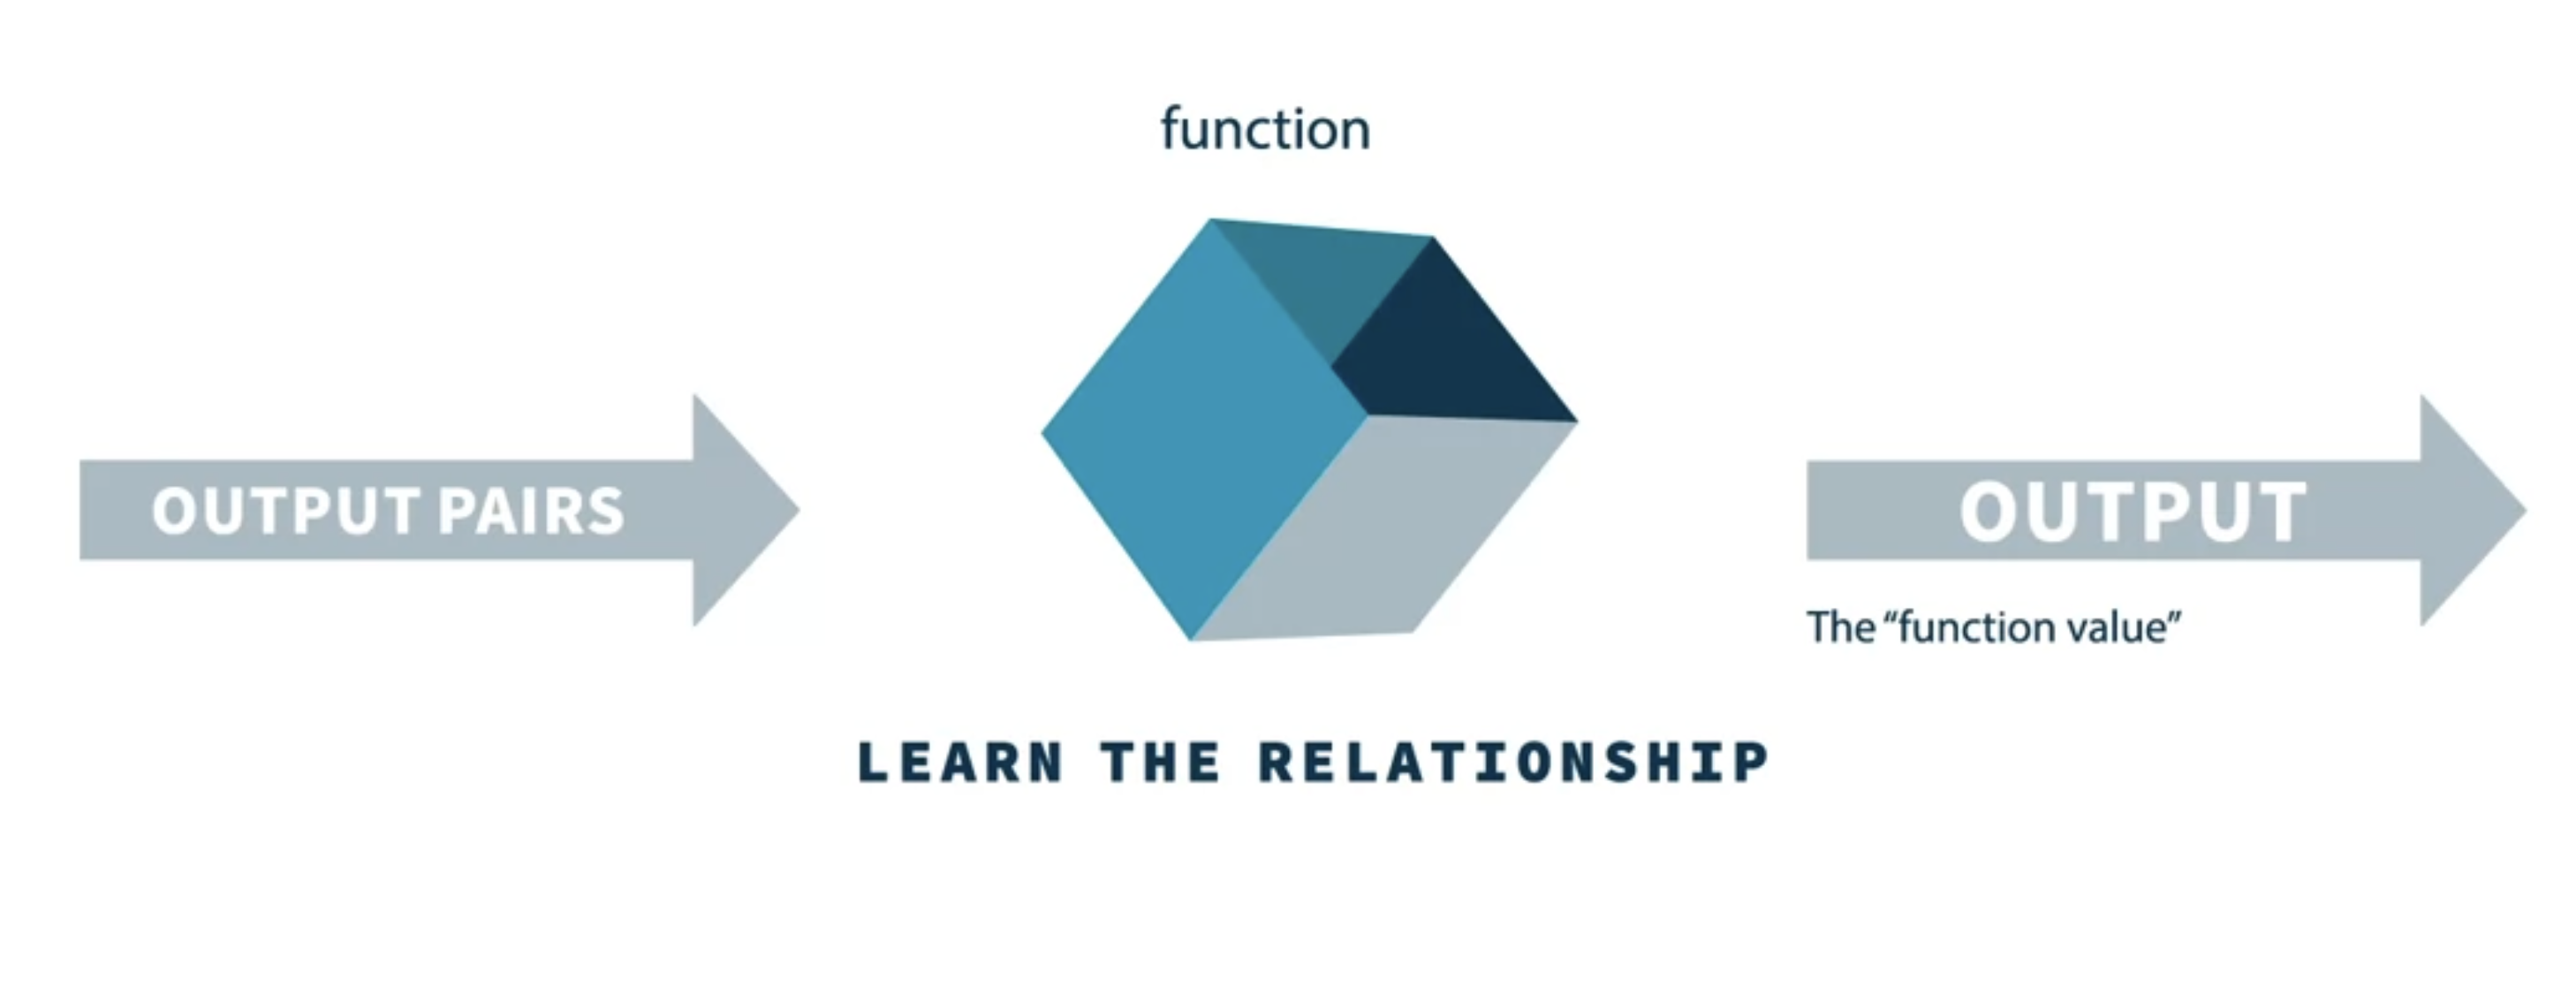 function
OUTPUT PAIRS
OUTPUT
The “function value”
LEARN THE RELATIONSHIP